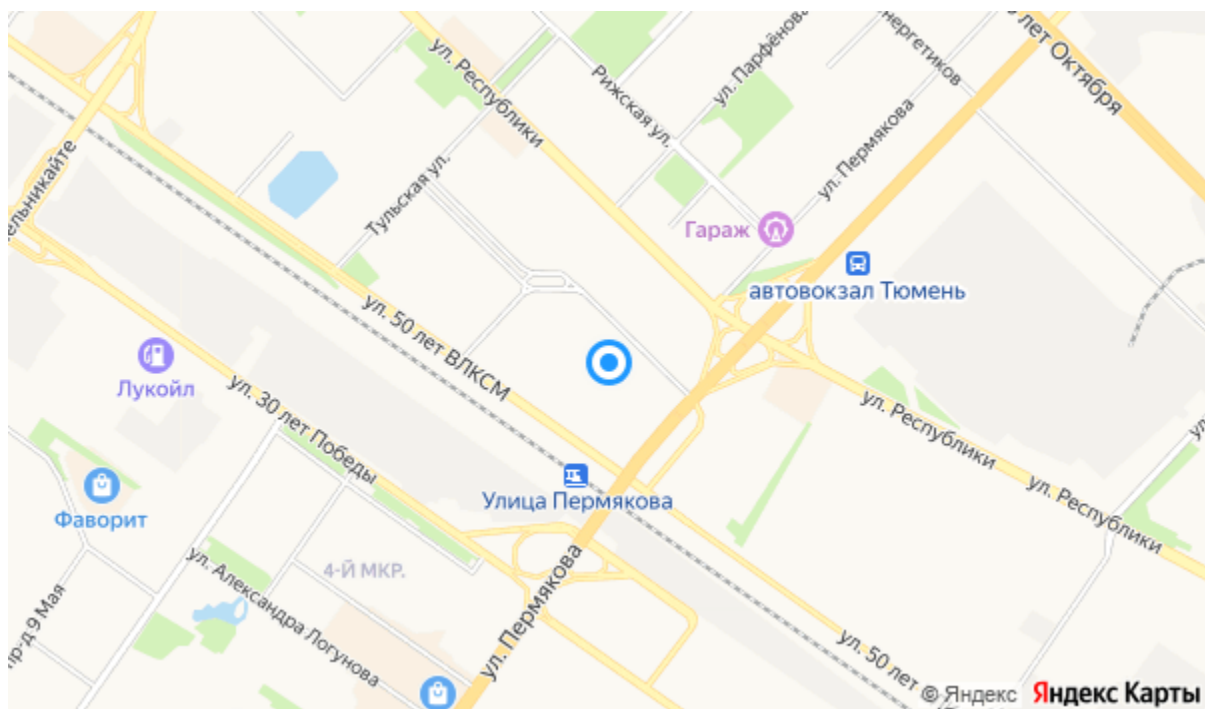 ул. Республики
Рижская ул.
ул. Парфёнова
нергетиков
лет Октября
ул. Пермякова
ельникайте
Тульская ул.
Гараж
автовокзал Тюмень
ул. 50 лет ВЛКСМ
Лукойл
ул. 30 лет Победы
ул. Республики
ул. Республики
Улица Пермякова
Фаворит
4-Й МКР.
ул. Александра Логунова
пр-д 9 Мая
ул. Пермякова
ул. 50 лет
© Яндекс Яндекс Карты